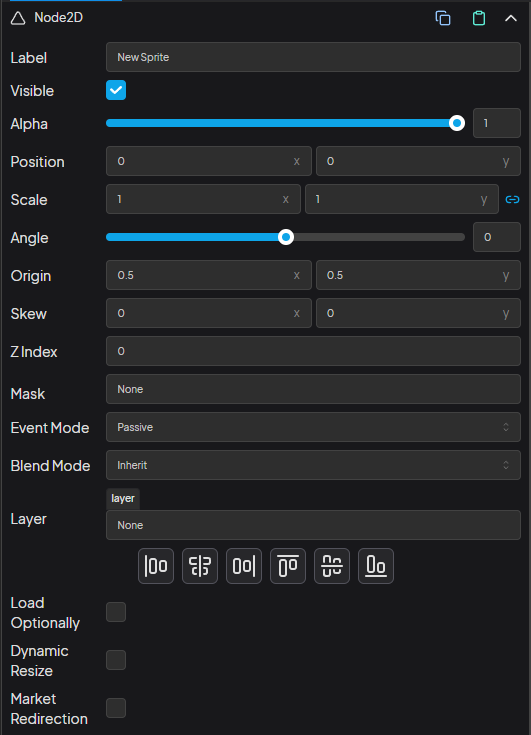 Node2D
Label New Sprite
Visible
Alpha 1
Position 0 x 0 y
Scale 1 x 1 y
Angle 0
Origin 0.5 x 0.5 y
Skew 0 x 0 y
Z Index 0
Mask None
Event Mode Passive
Blend Mode Inherit
layer
Layer None
Load
Optionally
Dynamic
Resize
Market
Redirection